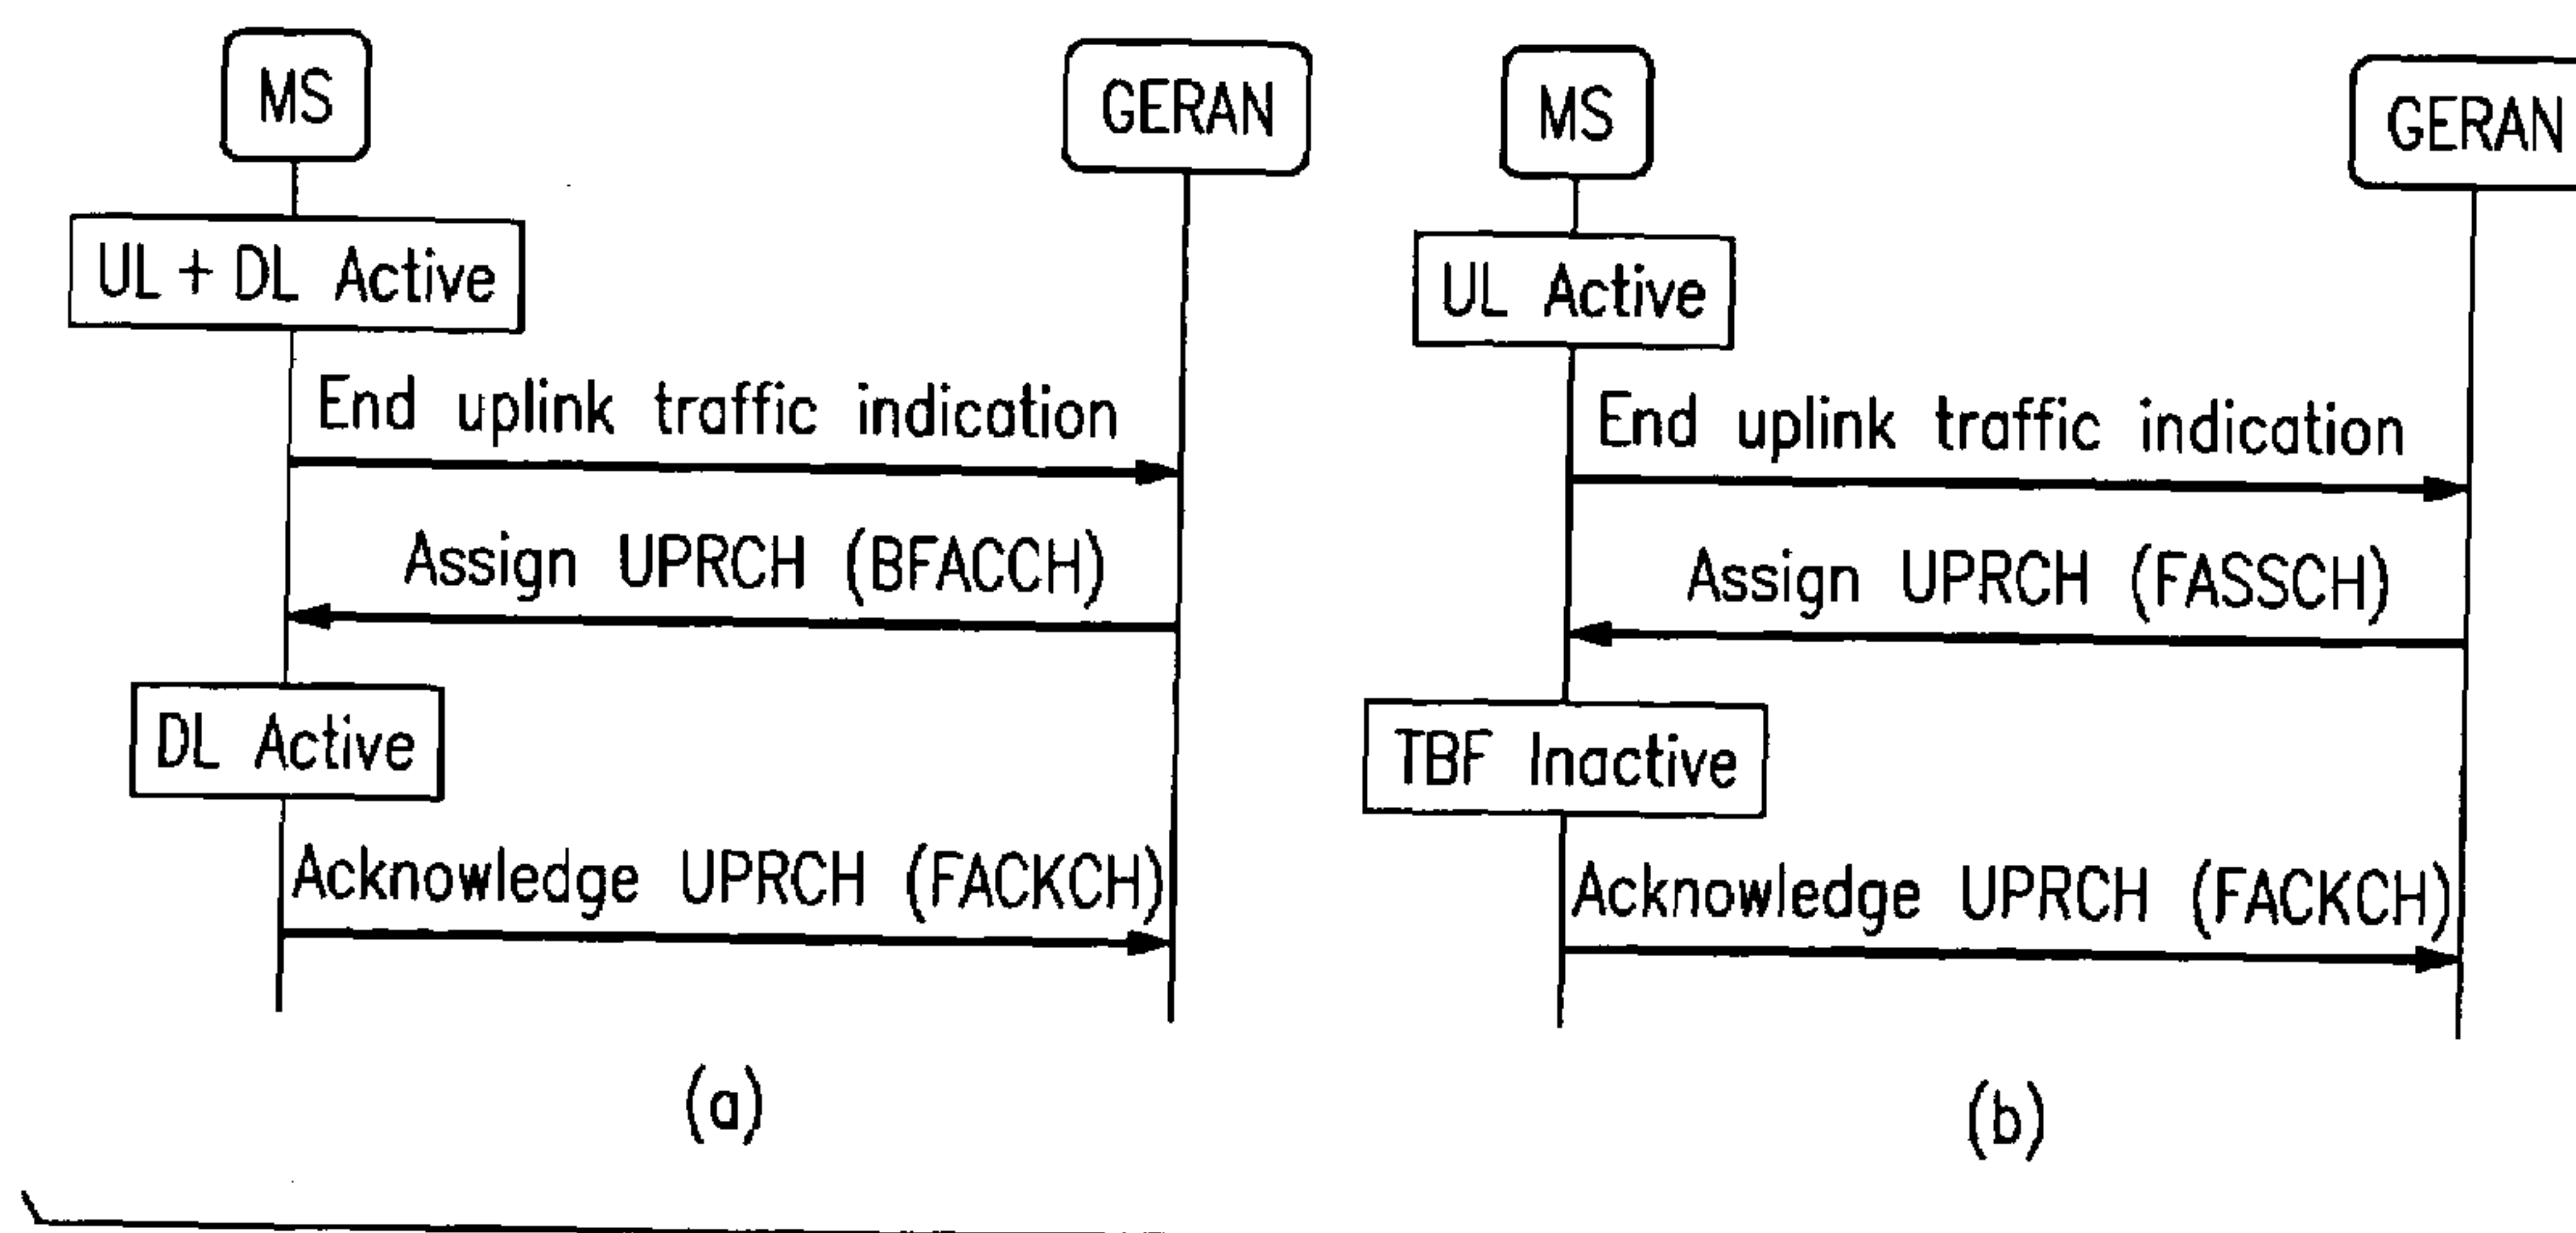 MS
GERAN
UL + DL Active
End uplink traffic indication
Assign UPRCH (BFACCH)
DL Active
Acknowledge UPRCH (FACKCH)
(a)
MS
GERAN
UL Active
End uplink traffic indication
Assign UPRCH (FASSCH)
TBF Inactive
Acknowledge UPRCH (FACKCH)
(b)